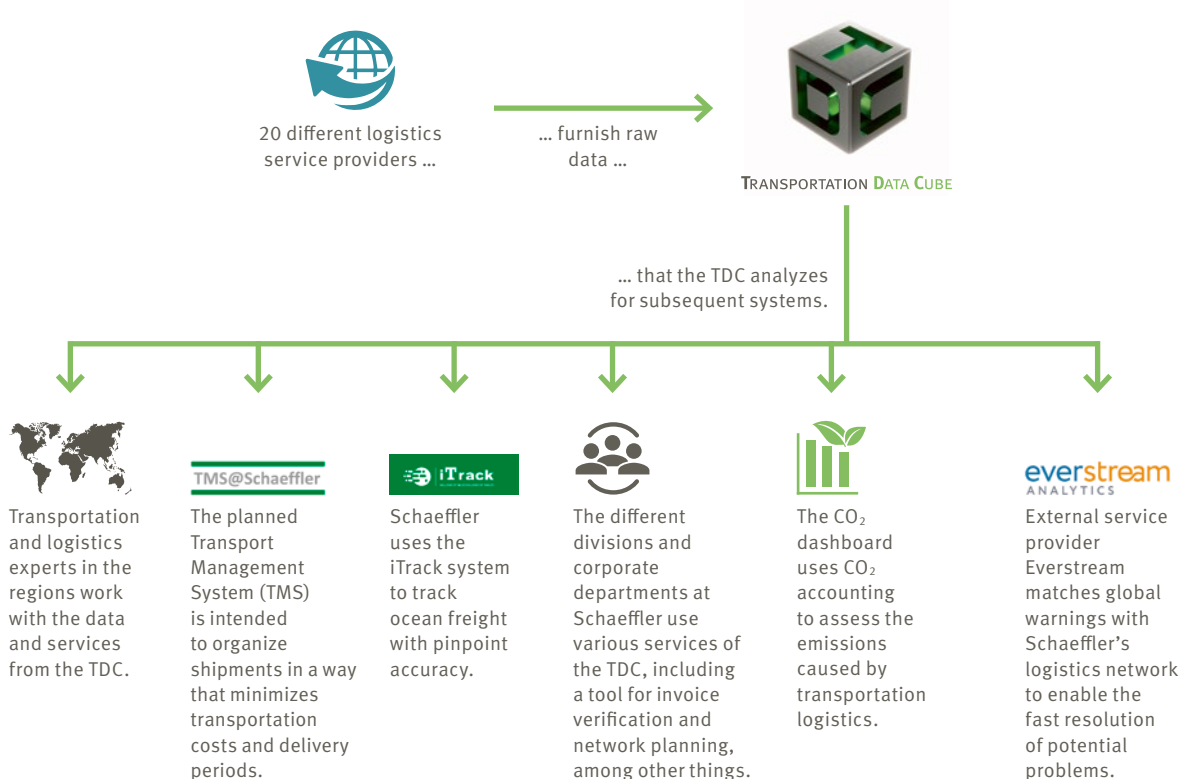 20 different logistics
service providers …
… furnish raw
data …
T D C
TRANSPORTATION DATA CUBE
… that the TDC analyzes
for subsequent systems.
Transportation
and logistics
experts in the
regions work
with the data
and services
from the TDC.
TMS@Schaeffler
The planned
Transport
Management
System (TMS)
is intended
to organize
shipments in a way
that minimizes
transportation
costs and delivery
periods.
iTrack
Schaeffler
uses the
iTrack system
to track
ocean freight
with pinpoint
accuracy.
The different
divisions and
corporate
departments at
Schaeffler use
various services of
the TDC, including
a tool for invoice
verification and
network planning,
among other things.
The CO₂
dashboard
uses CO₂
accounting
to assess the
emissions
caused by
transportation
logistics.
everstream
ANALYTICS
External service
provider
Everstream
matches global
warnings with
Schaeffler’s
logistics network
to enable the
fast resolution
of potential
problems.